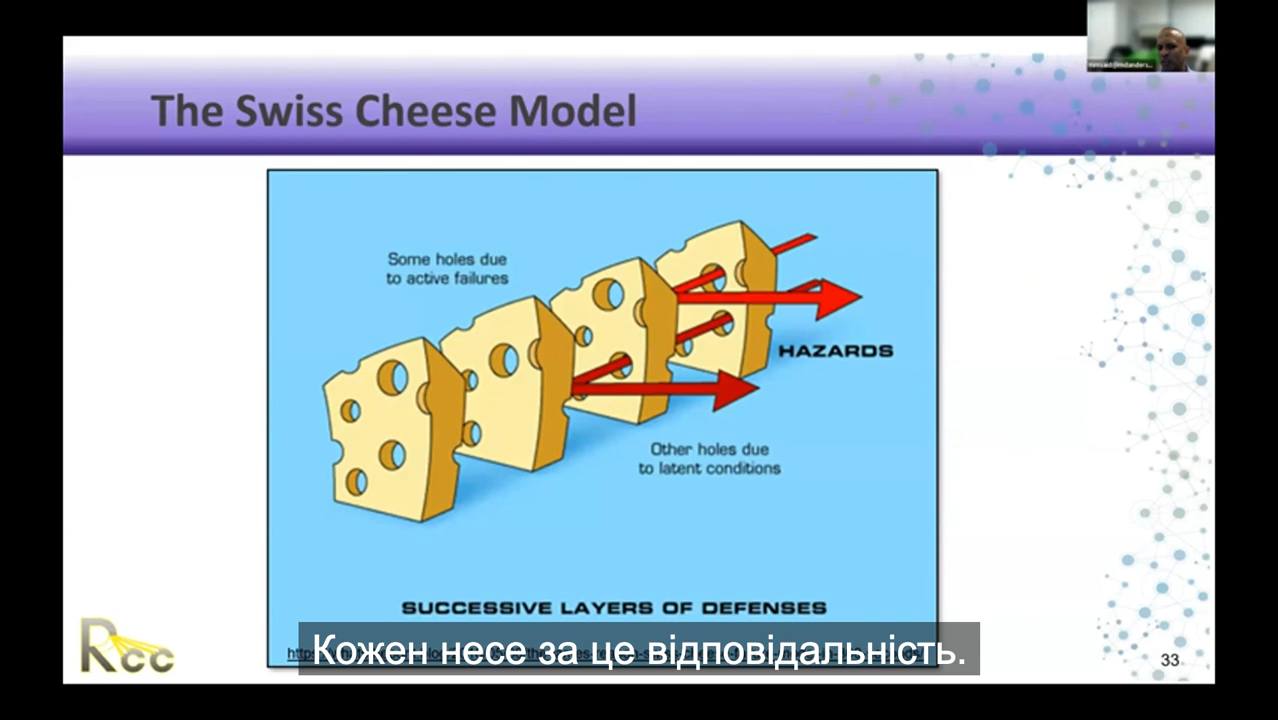 The Swiss Cheese Model
Some holes due
to active failures
HAZARDS
Other holes due
to latent conditions
SUCCESSIVE LAYERS OF DEFENSES
Кожен несе за це відповідальність.
Rcc
33